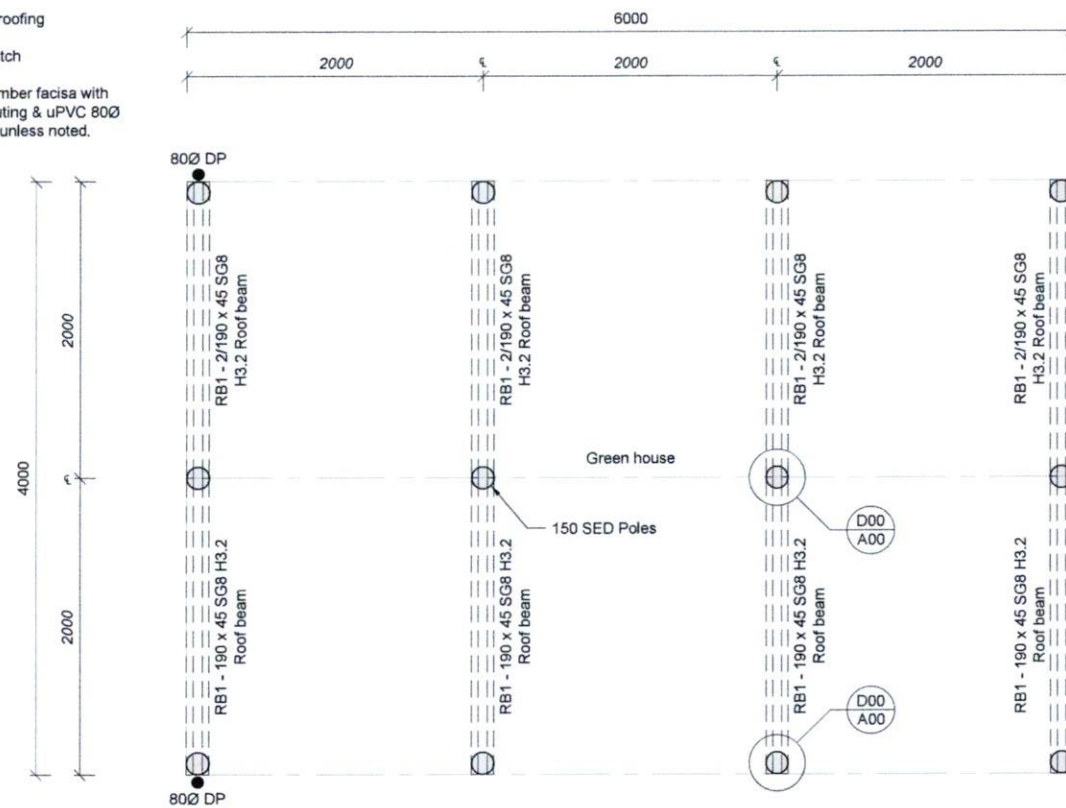 roofing
tch
mber facisa with
uting & uPVC 80Ø
unless noted.
6000
2000
2000
2000
80Ø DP
4000
2000
2000
RB1 - 2/190 x 45 SG8
H3.2 Roof beam
RB1 - 2/190 x 45 SG8
H3.2 Roof beam
RB1 - 2/190 x 45 SG8
H3.2 Roof beam
RB1 - 2/190 x 45 SG8
H3.2 Roof beam
Green house
150 SED Poles
D00
A00
RB1 - 190 x 45 SG8 H3.2
Roof beam
RB1 - 190 x 45 SG8 H3.2
Roof beam
RB1 - 190 x 45 SG8 H3.2
Roof beam
RB1 - 190 x 45 SG8 H3.2
Roof beam
D00
A00
80Ø DP